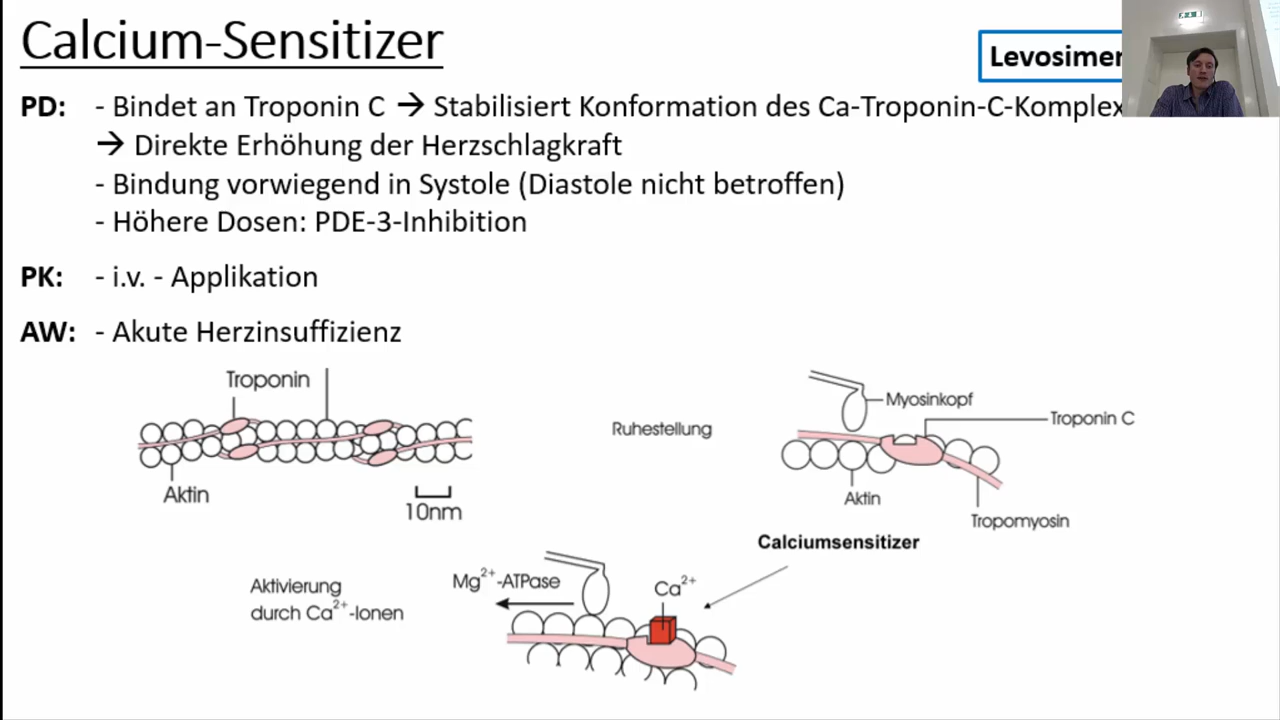 Calcium-Sensitizer
PD: - Bindet an Troponin C → Stabilisiert Konformation des Ca-Troponin-C-Komplex
→ Direkte Erhöhung der Herzschlagkraft
- Bindung vorwiegend in Systole (Diastole nicht betroffen)
- Höhere Dosen: PDE-3-Inhibition
PK: - i.v. - Applikation
AW: - Akute Herzinsuffizienz
Troponin
Aktin
10nm
Ruhestellung
Myosinkopf
Troponin C
Aktin
Tropomyosin
Calciumsensitizer
Aktivierung
durch Ca²⁺-Ionen
Mg²⁺-ATPase
Ca²⁺